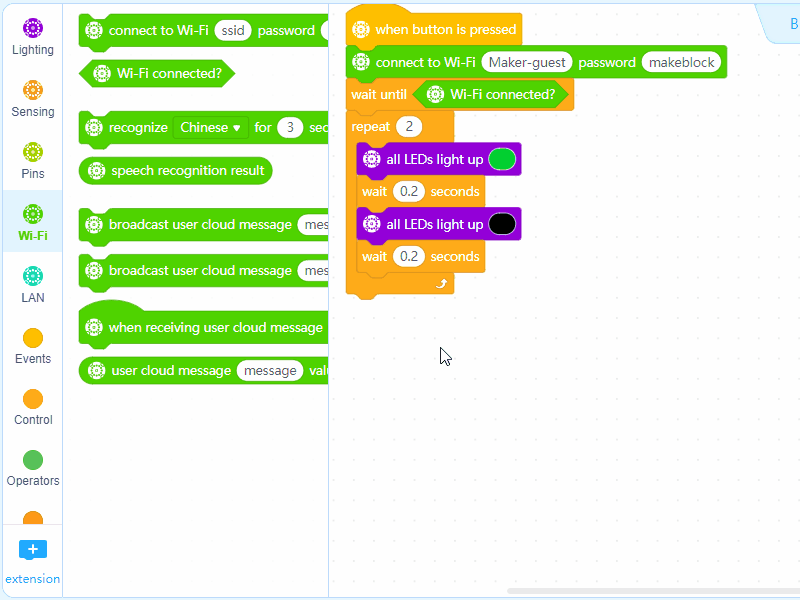 Lighting
Sensing
Pins
Wi-Fi
LAN
Events
Control
Operators
extension
connect to Wi-Fi ssid password
Wi-Fi connected?
recognize Chinese ▾ for 3 sec
speech recognition result
broadcast user cloud message mes
broadcast user cloud message mes
when receiving user cloud message
user cloud message message valu
when button is pressed
connect to Wi-Fi Maker-guest password makeblock
wait until Wi-Fi connected?
repeat 2
all LEDs light up
wait 0.2 seconds
all LEDs light up
wait 0.2 seconds
B